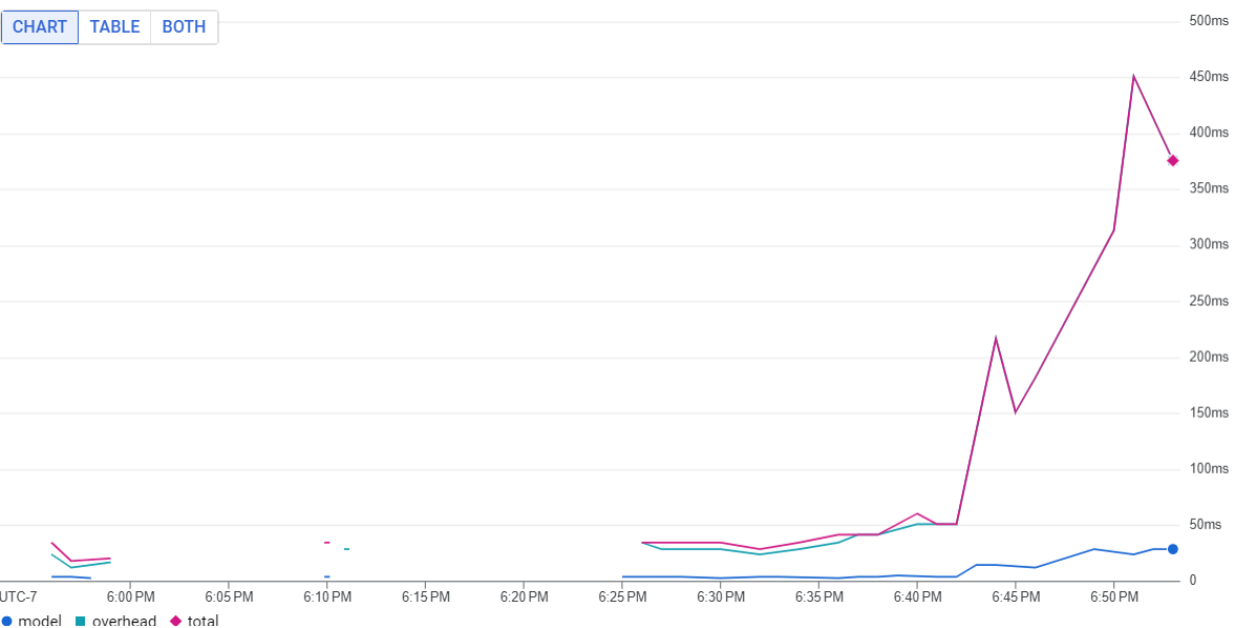 CHART TABLE BOTH
500ms
450ms
400ms
350ms
300ms
250ms
200ms
150ms
100ms
50ms
0
UTC-7 6:00 PM 6:05 PM 6:10 PM 6:15 PM 6:20 PM 6:25 PM 6:30 PM 6:35 PM 6:40 PM 6:45 PM 6:50 PM
model overhead total